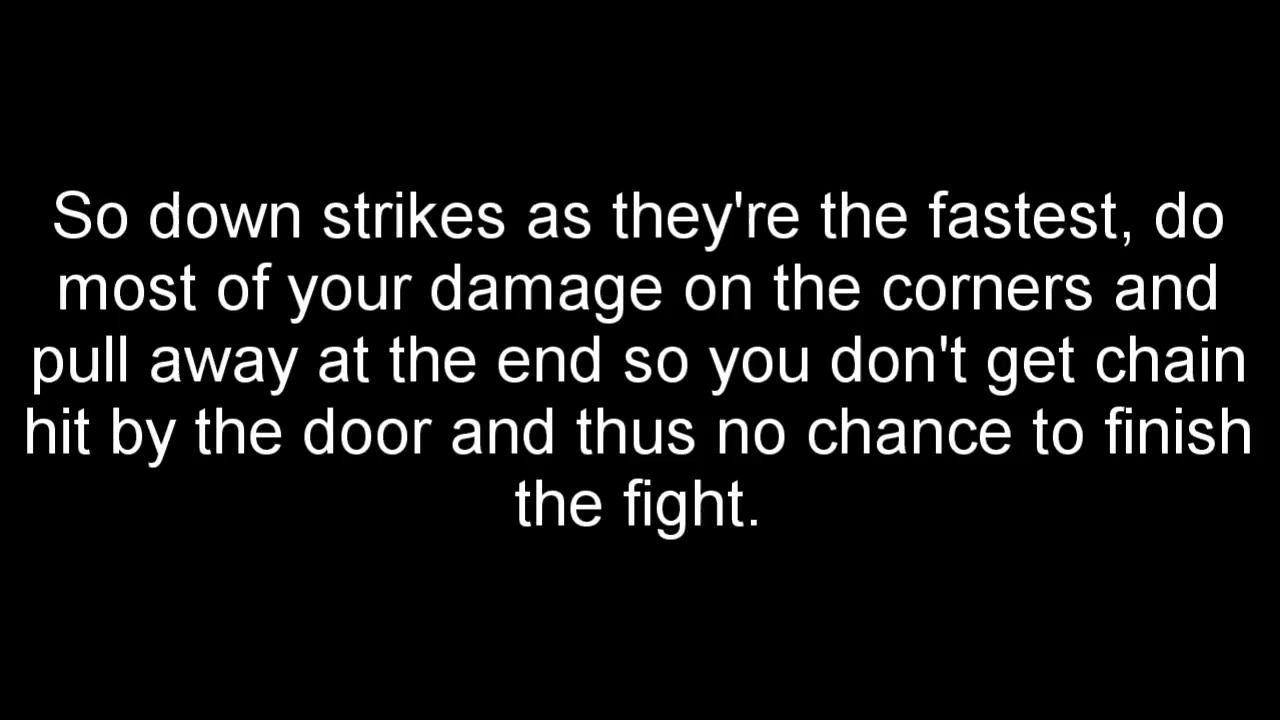 So down strikes as they're the fastest, do
most of your damage on the corners and
pull away at the end so you don't get chain
hit by the door and thus no chance to finish
the fight.